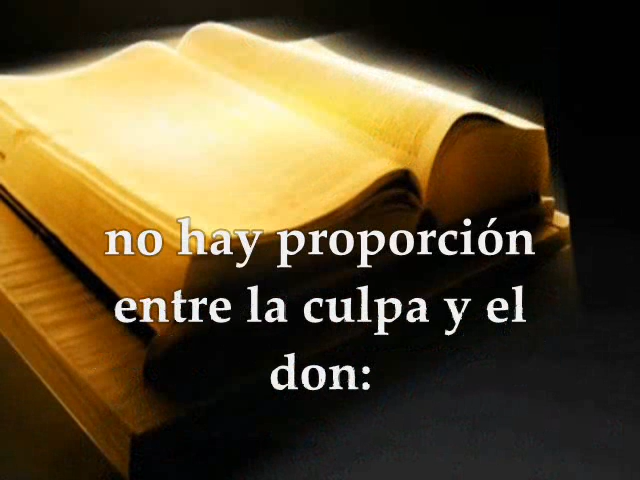 no hay proporción
entre la culpa y el
don: